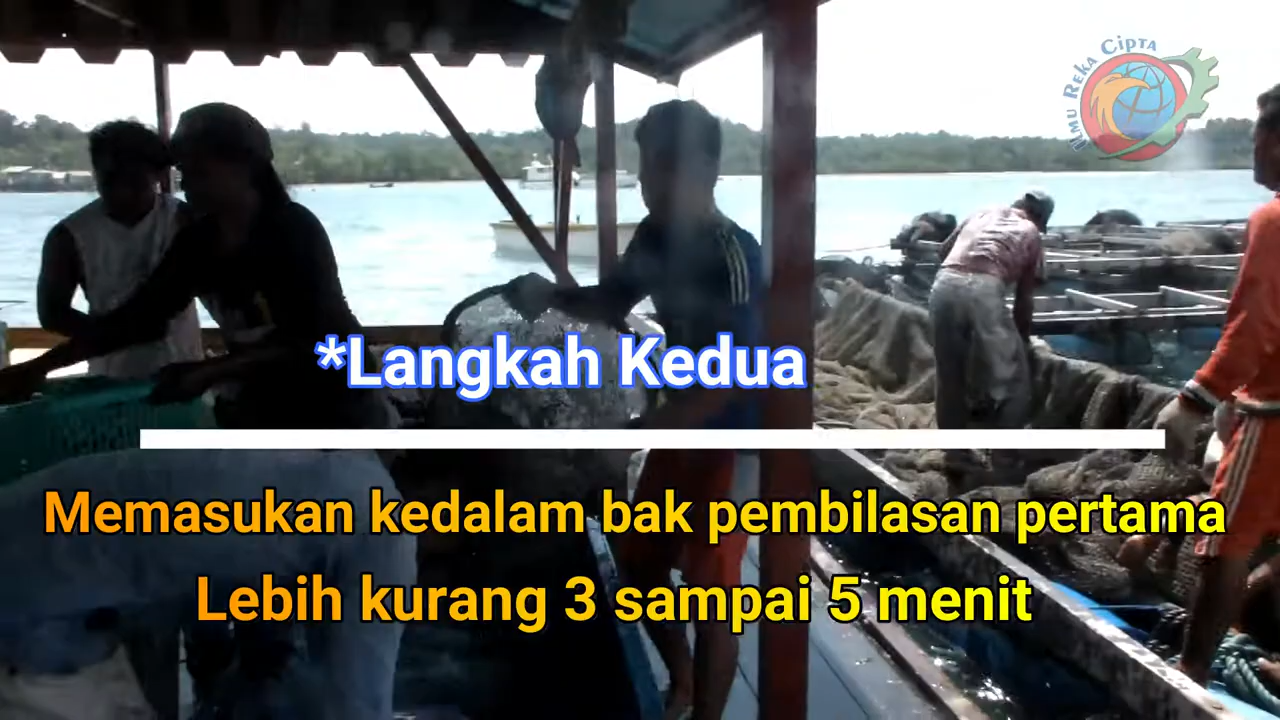 ILMU REKA CIPTA
*Langkah Kedua
Memasukan kedalam bak pembilasan pertama
Lebih kurang 3 sampai 5 menit